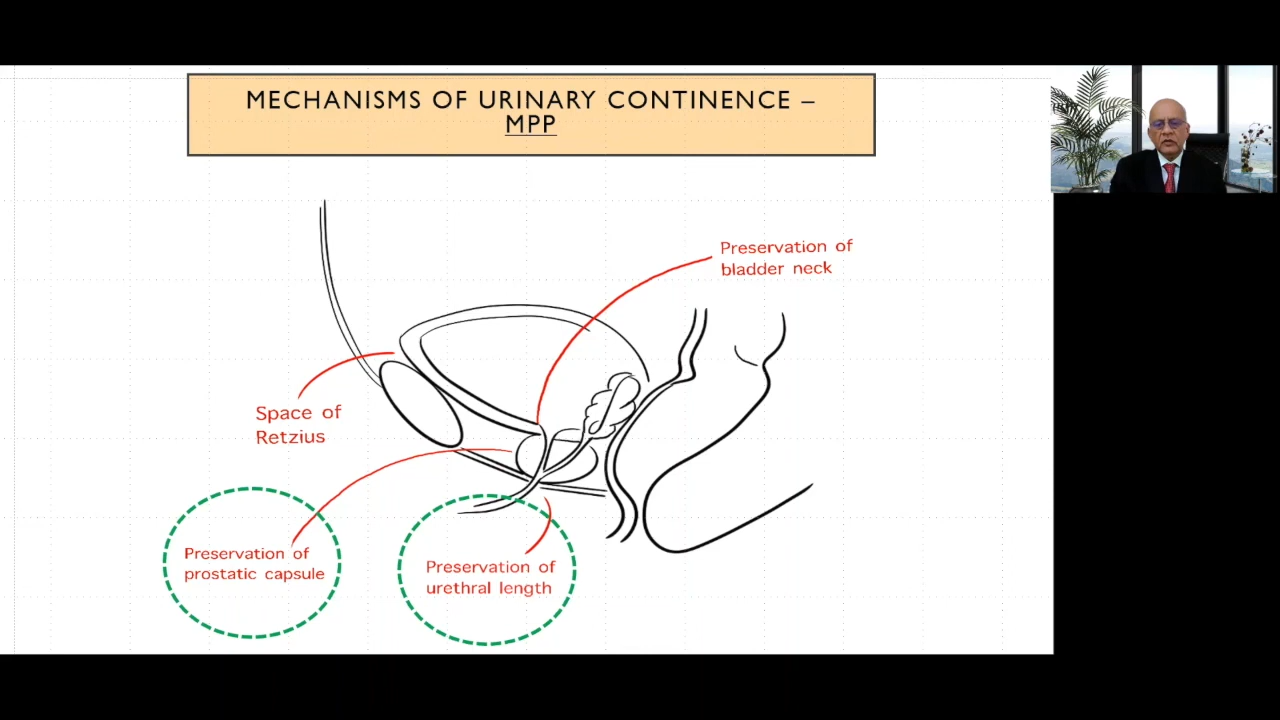 MECHANISMS OF URINARY CONTINENCE –
MPP
Preservation of
bladder neck
Space of
Retzius
Preservation of
prostatic capsule
Preservation of
urethral length